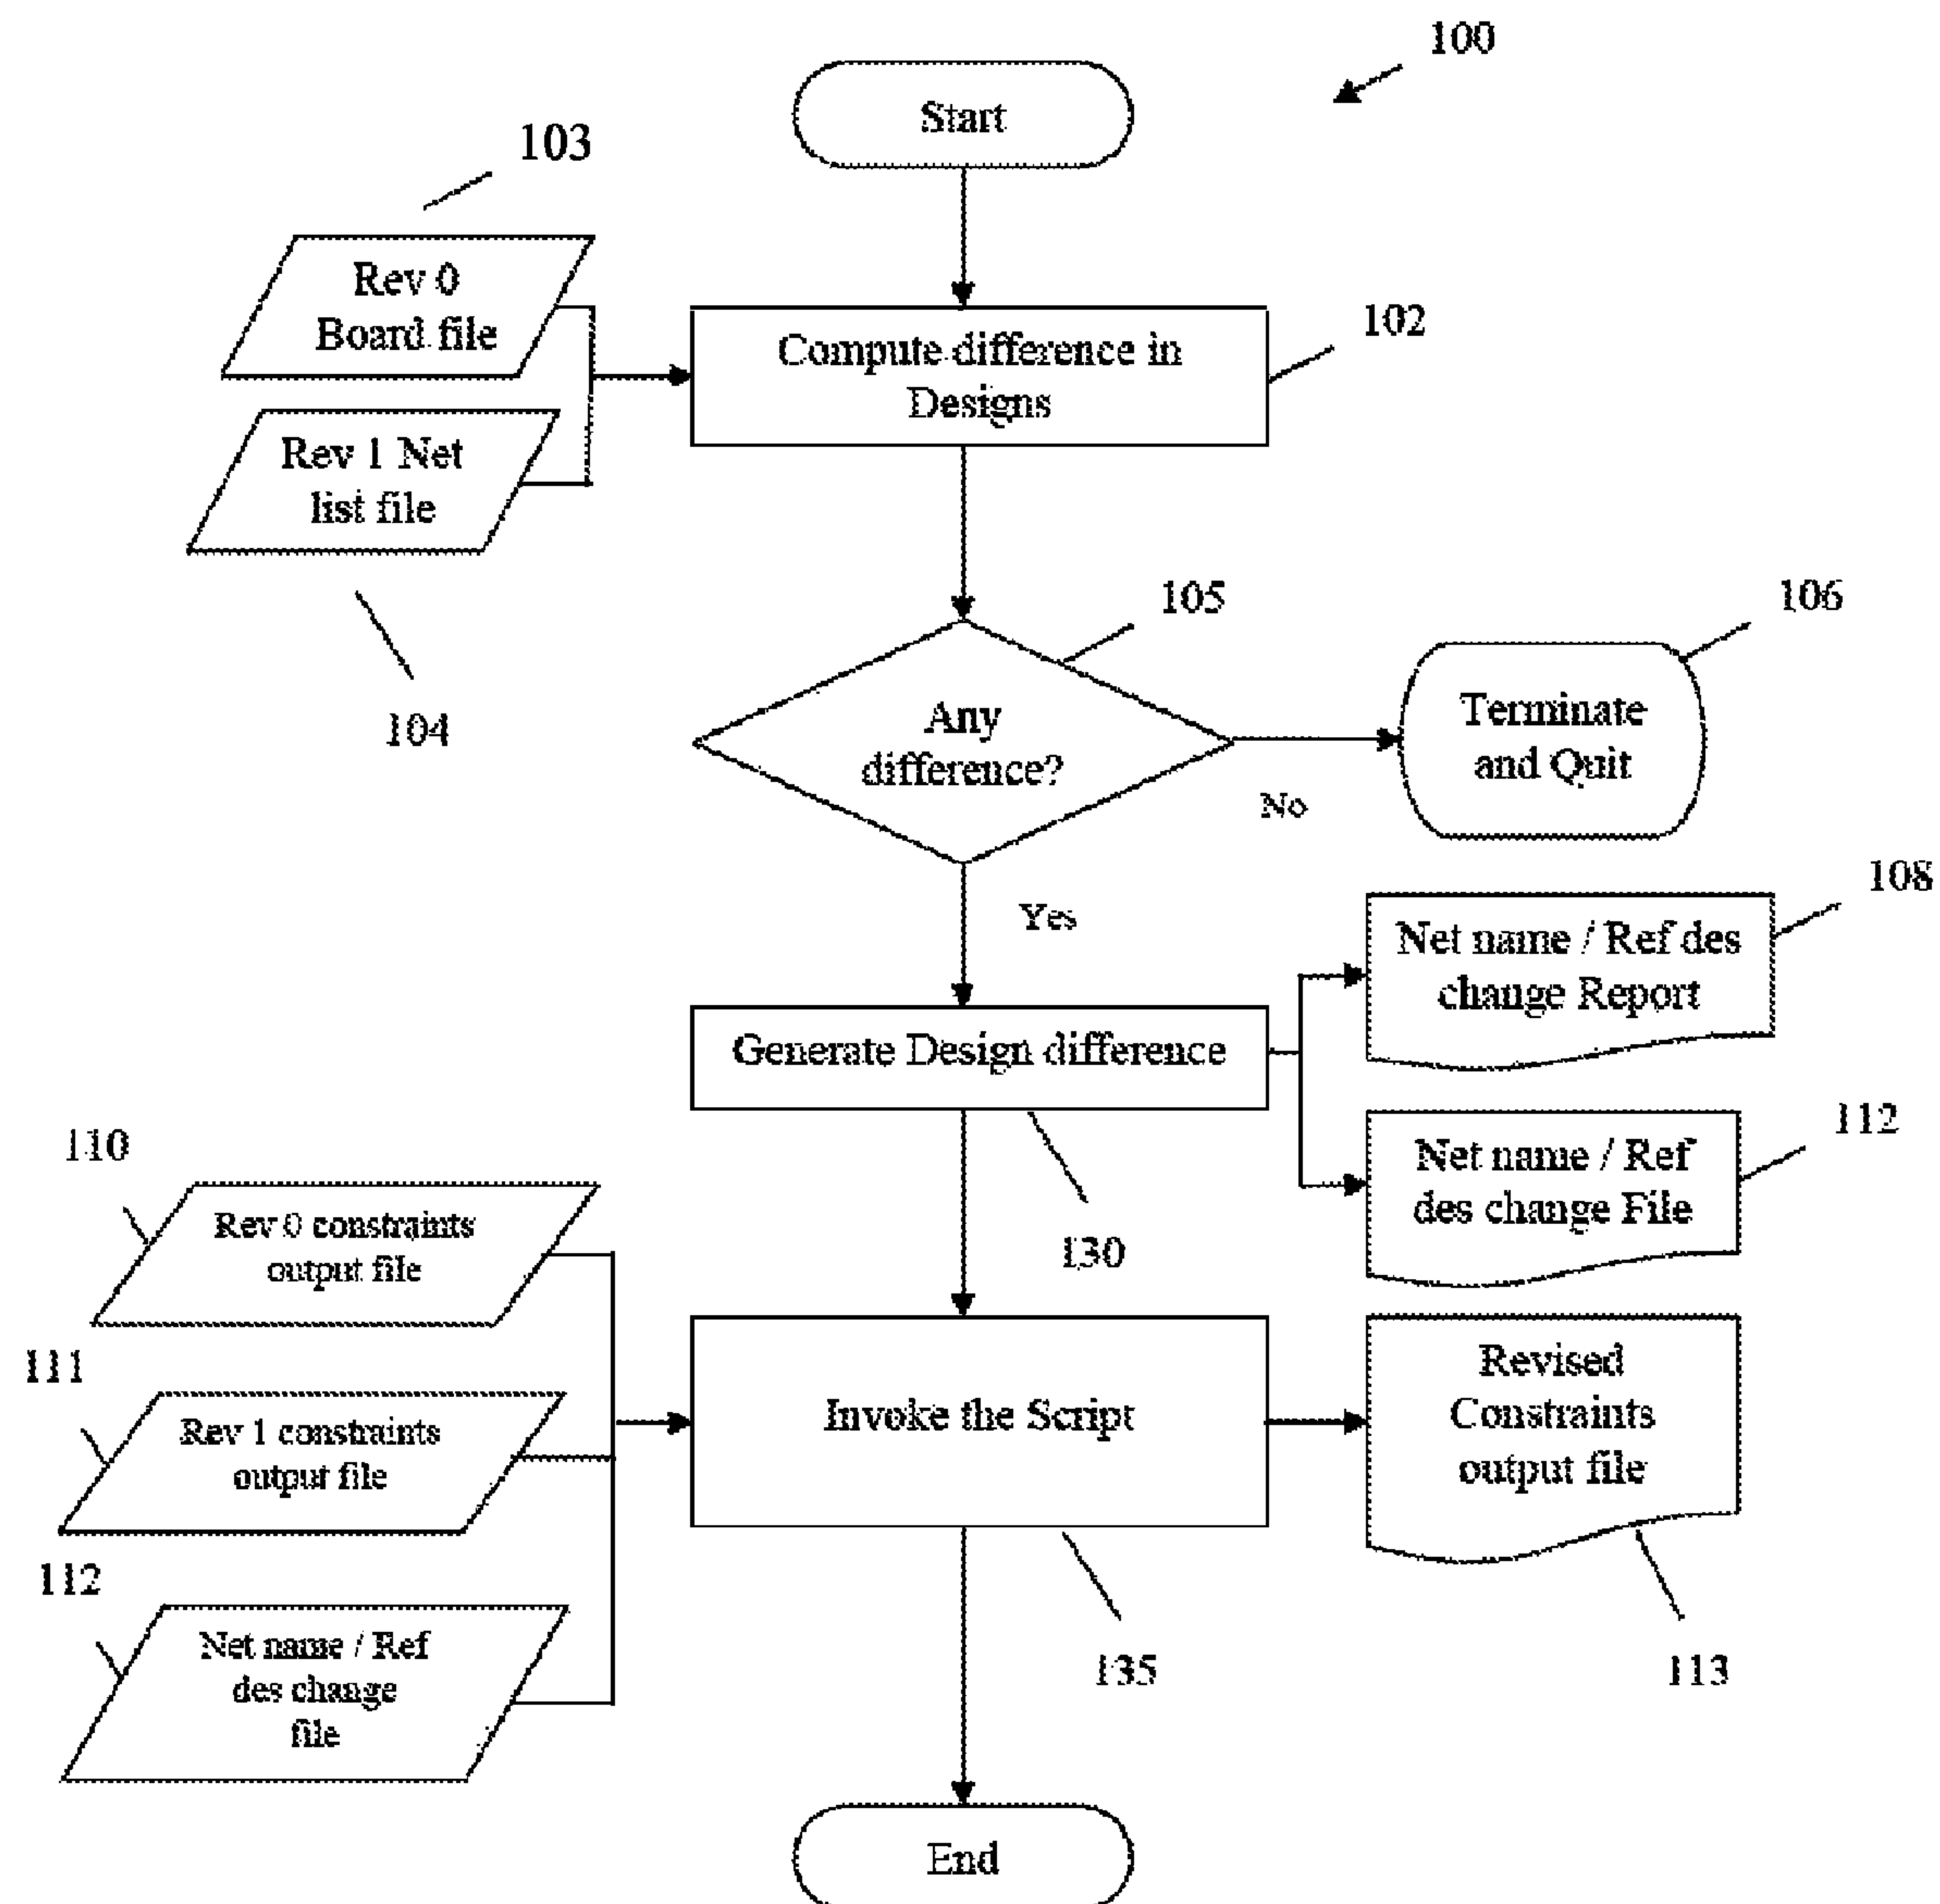 100
Start
103
Rev 0
Board file
102
Compute difference in
Designs
Rev 1 Net
list file
104
105
106
Any
difference?
Terminate
and Quit
No
Yes
108
Net name / Ref des
change Report
Generate Design difference
112
Net name / Ref
des change File
130
110
Rev 0 constraints
output file
111
Rev 1 constraints
output file
Invoke the Script
Revised
Constraints
output file
112
Net name / Ref
des change
file
135
113
End